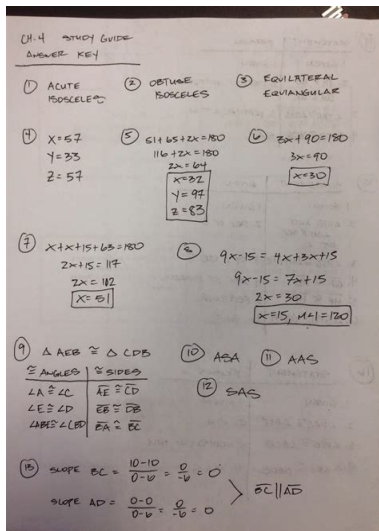 CH.4 STUDY GUIDE
ANSWER KEY
① ACUTE ISOSCELES
② OBTUSE ISOSCELES
③ EQUILATERAL EQUIANGULAR
④ X=57
Y=33
Z=57
⑤ 51+65+2x=180
116+2x=180
2x=64
X=32
Y=97
Z=83
⑥ 3x+90=180
3x=90
X=30
⑦ x+x+15+63=180
2x+15=117
2x=102
X=51
⑧ 9x-15=4x+3x+15
9x-15=7x+15
2x=30
X=15, M∠1=120
⑨ △AEB ≅ △CDB
≅ ANGLES | ≅ SIDES
∠A≅∠C | AE≅CD
∠E≅∠D | EB≅DB
∠ABE≅∠CBD | BA≅BC
⑩ ASA
⑪ AAS
⑫ SAS
⑬ SLOPE BC = 10-10/0-6 = 0/-6 = 0
SLOPE AD = 0-0/0-6 = 0/-6 = 0
BC||AD